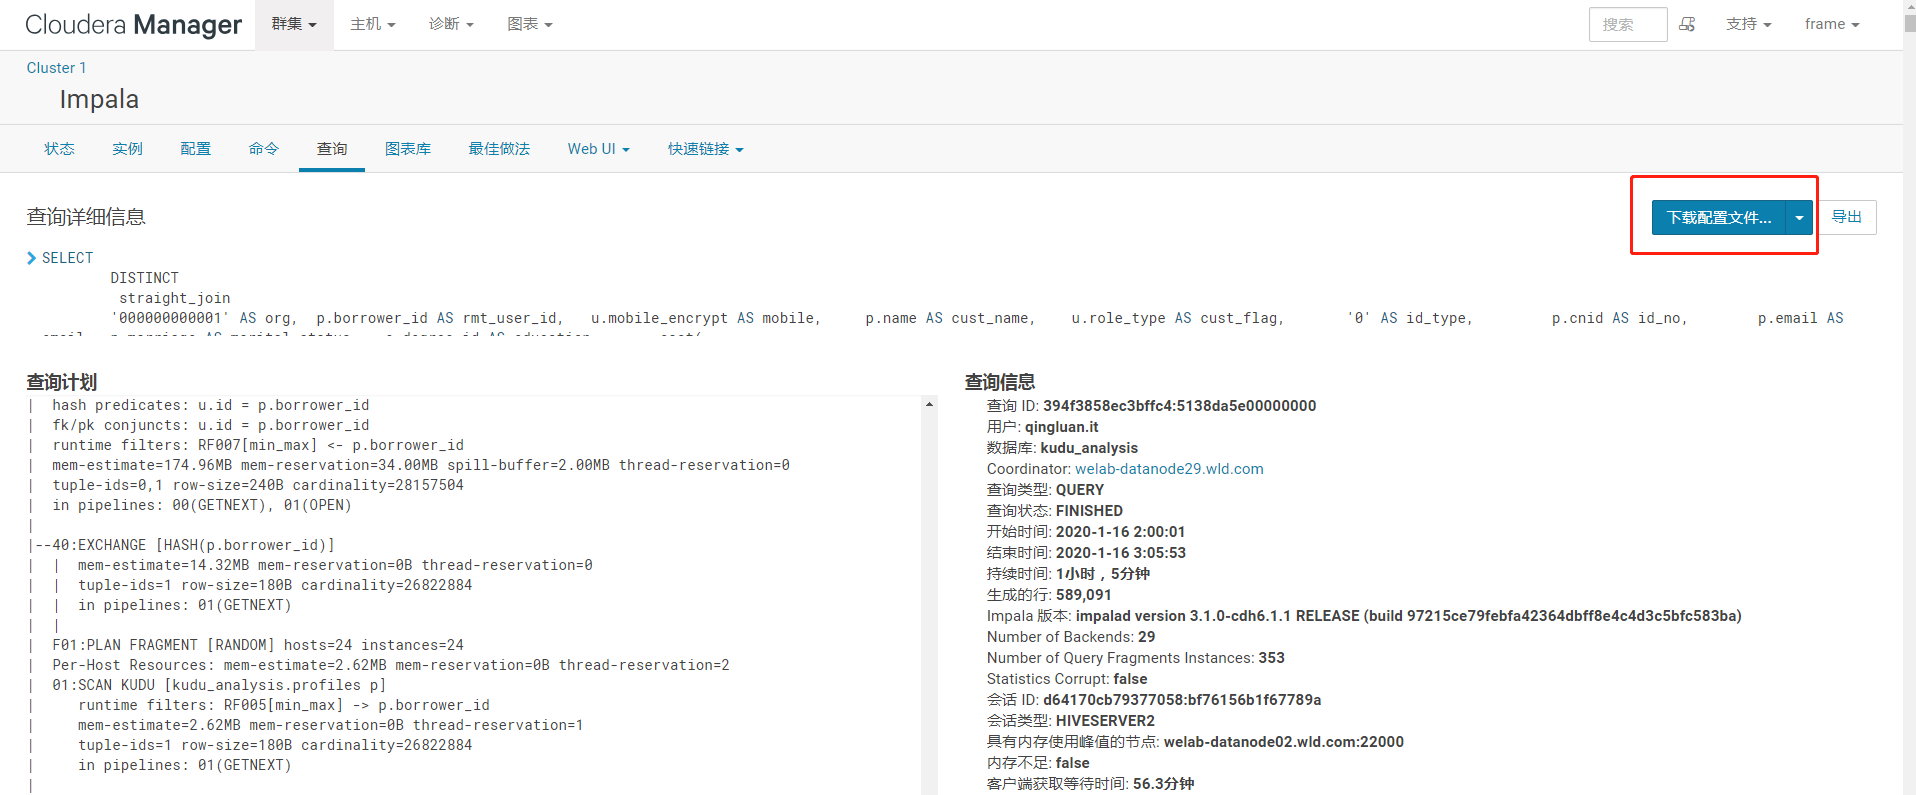 Cloudera Manager 群集 主机 诊断 图表 搜索 支持 frame
Cluster 1
Impala
状态 实例 配置 命令 查询 图表库 最佳做法 Web UI 快速链接
查询详细信息 下载配置文件... 导出
SELECT
DISTINCT
straight_join
'000000000001' AS org, p.borrower_id AS rmt_user_id, u.mobile_encrypt AS mobile, p.name AS cust_name, u.role_type AS cust_flag, '0' AS id_type, p.cnid AS id_no, p.email AS
查询计划
| hash predicates: u.id = p.borrower_id
| fk/pk conjuncts: u.id = p.borrower_id
| runtime filters: RF007[min_max] <- p.borrower_id
| mem-estimate=174.96MB mem-reservation=34.00MB spill-buffer=2.00MB thread-reservation=0
| tuple-ids=0,1 row-size=240B cardinality=28157504
| in pipelines: 00(GETNEXT), 01(OPEN)
|
|--40:EXCHANGE [HASH(p.borrower_id)]
| | mem-estimate=14.32MB mem-reservation=0B thread-reservation=0
| | tuple-ids=1 row-size=180B cardinality=26822884
| | in pipelines: 01(GETNEXT)
| |
| F01:PLAN FRAGMENT [RANDOM] hosts=24 instances=24
| Per-Host Resources: mem-estimate=2.62MB mem-reservation=0B thread-reservation=2
| 01:SCAN KUDU [kudu_analysis.profiles p]
| runtime filters: RF005[min_max] -> p.borrower_id
| mem-estimate=2.62MB mem-reservation=0B thread-reservation=1
| tuple-ids=1 row-size=180B cardinality=26822884
| in pipelines: 01(GETNEXT)
|
查询信息
查询 ID: 394f3858ec3bffc4:5138da5e00000000
用户: qingluan.it
数据库: kudu_analysis
Coordinator: welab-datanode29.wld.com
查询类型: QUERY
查询状态: FINISHED
开始时间: 2020-1-16 2:00:01
结束时间: 2020-1-16 3:05:53
持续时间: 1小时，5分钟
生成的行: 589,091
Impala 版本: impalad version 3.1.0-cdh6.1.1 RELEASE (build 97215ce79febfa42364dbff8e4c4d3c5bfc583ba)
Number of Backends: 29
Number of Query Fragments Instances: 353
Statistics Corrupt: false
会话 ID: d64170cb79377058:bf76156b1f67789a
会话类型: HIVESERVER2
具有内存使用峰值的节点: welab-datanode02.wld.com:22000
内存不足: false
客户端获取等待时间: 56.3分钟